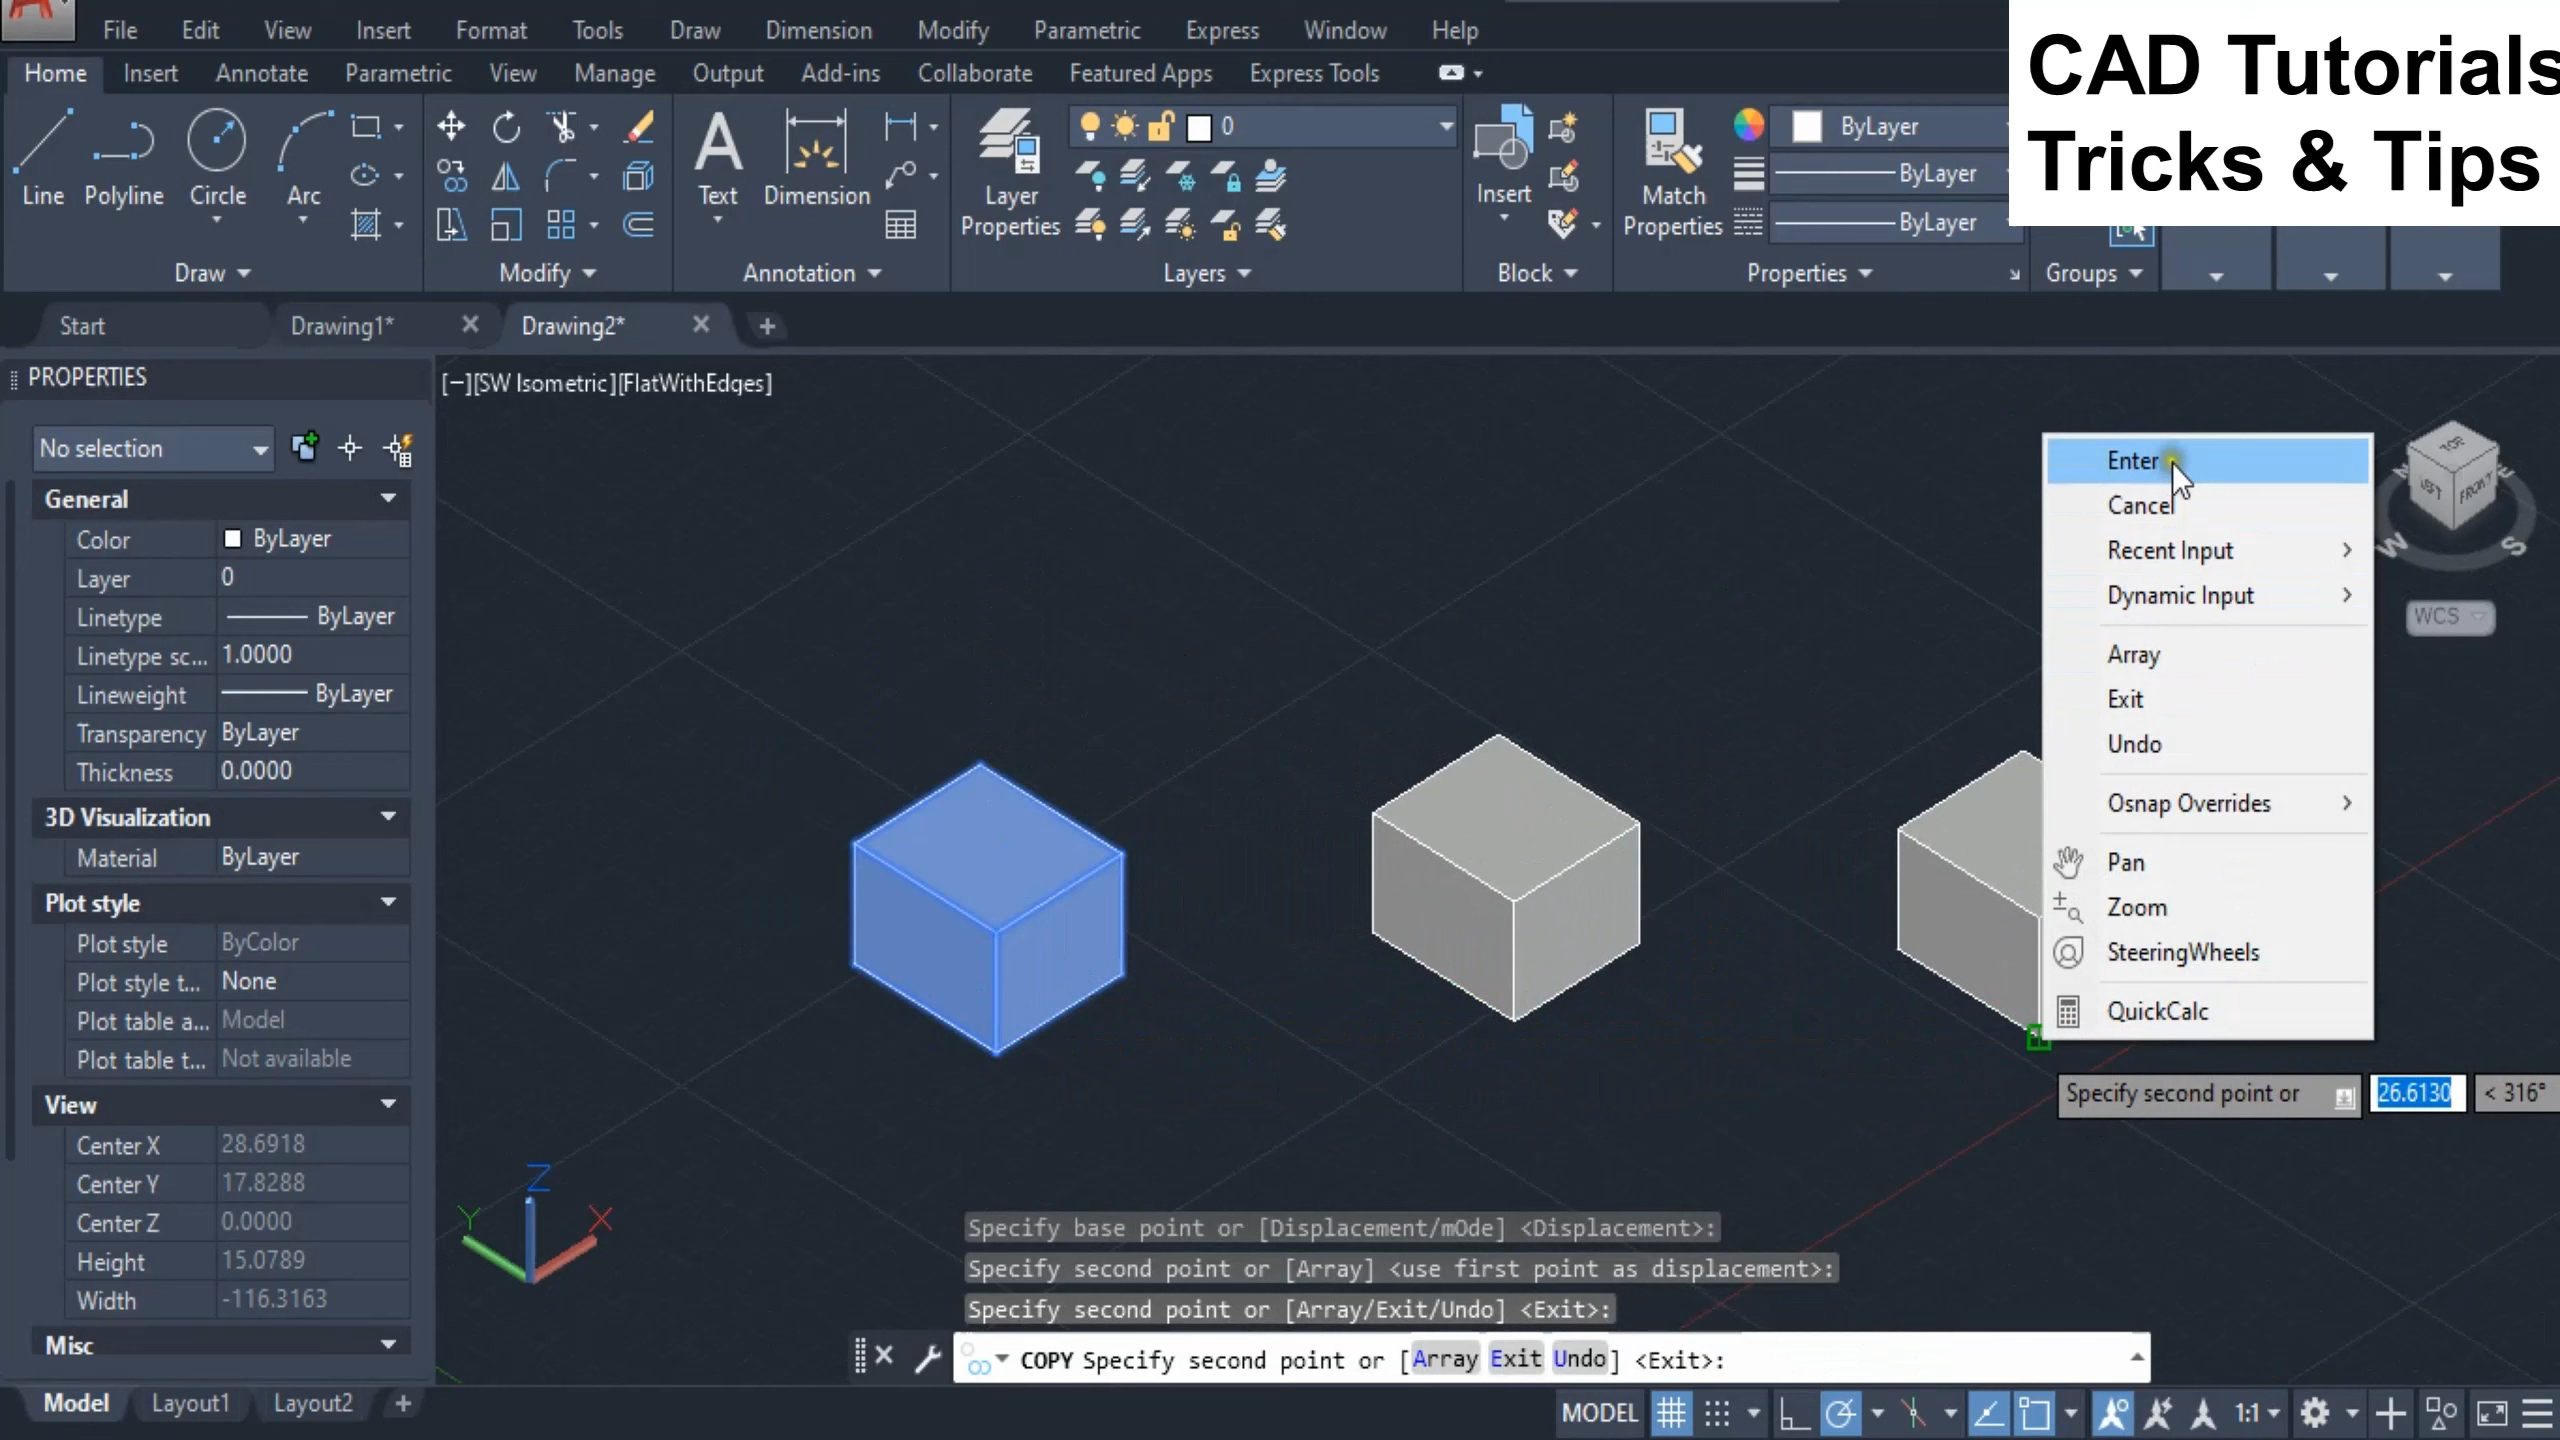 File Edit View Insert Format Tools Draw Dimension Modify Parametric Express Window Help
CAD Tutorials
Tricks & Tips
Home Insert Annotate Parametric View Manage Output Add-ins Collaborate Featured Apps Express Tools
0
ByLayer
ByLayer
ByLayer
Line Polyline Circle Arc
Text Dimension
Layer
Properties
Insert
Match
Properties
Draw Modify Annotation Layers Block Properties Groups
Start Drawing1* Drawing2*
PROPERTIES
[−][SW Isometric][FlatWithEdges]
No selection
General
Color ByLayer
Layer 0
Linetype ByLayer
Linetype sc... 1.0000
Lineweight ByLayer
Transparency ByLayer
Thickness 0.0000
3D Visualization
Material ByLayer
Plot style
Plot style ByColor
Plot style t... None
Plot table a... Model
Plot table t... Not available
View
Center X 28.6918
Center Y 17.8288
Center Z 0.0000
Height 15.0789
Width -116.3163
Misc
Enter
Cancel
Recent Input
Dynamic Input
Array
Exit
Undo
Osnap Overrides
Pan
Zoom
SteeringWheels
QuickCalc
TOP
LEFT FRONT
N E
W S
WCS
Specify second point or 26.6130 < 316°
Z
Y X
Specify base point or [Displacement/mOde] <Displacement>:
Specify second point or [Array] <use first point as displacement>:
Specify second point or [Array/Exit/Undo] <Exit>:
COPY Specify second point or [Array Exit Undo] <Exit>:
Model Layout1 Layout2
MODEL 1:1